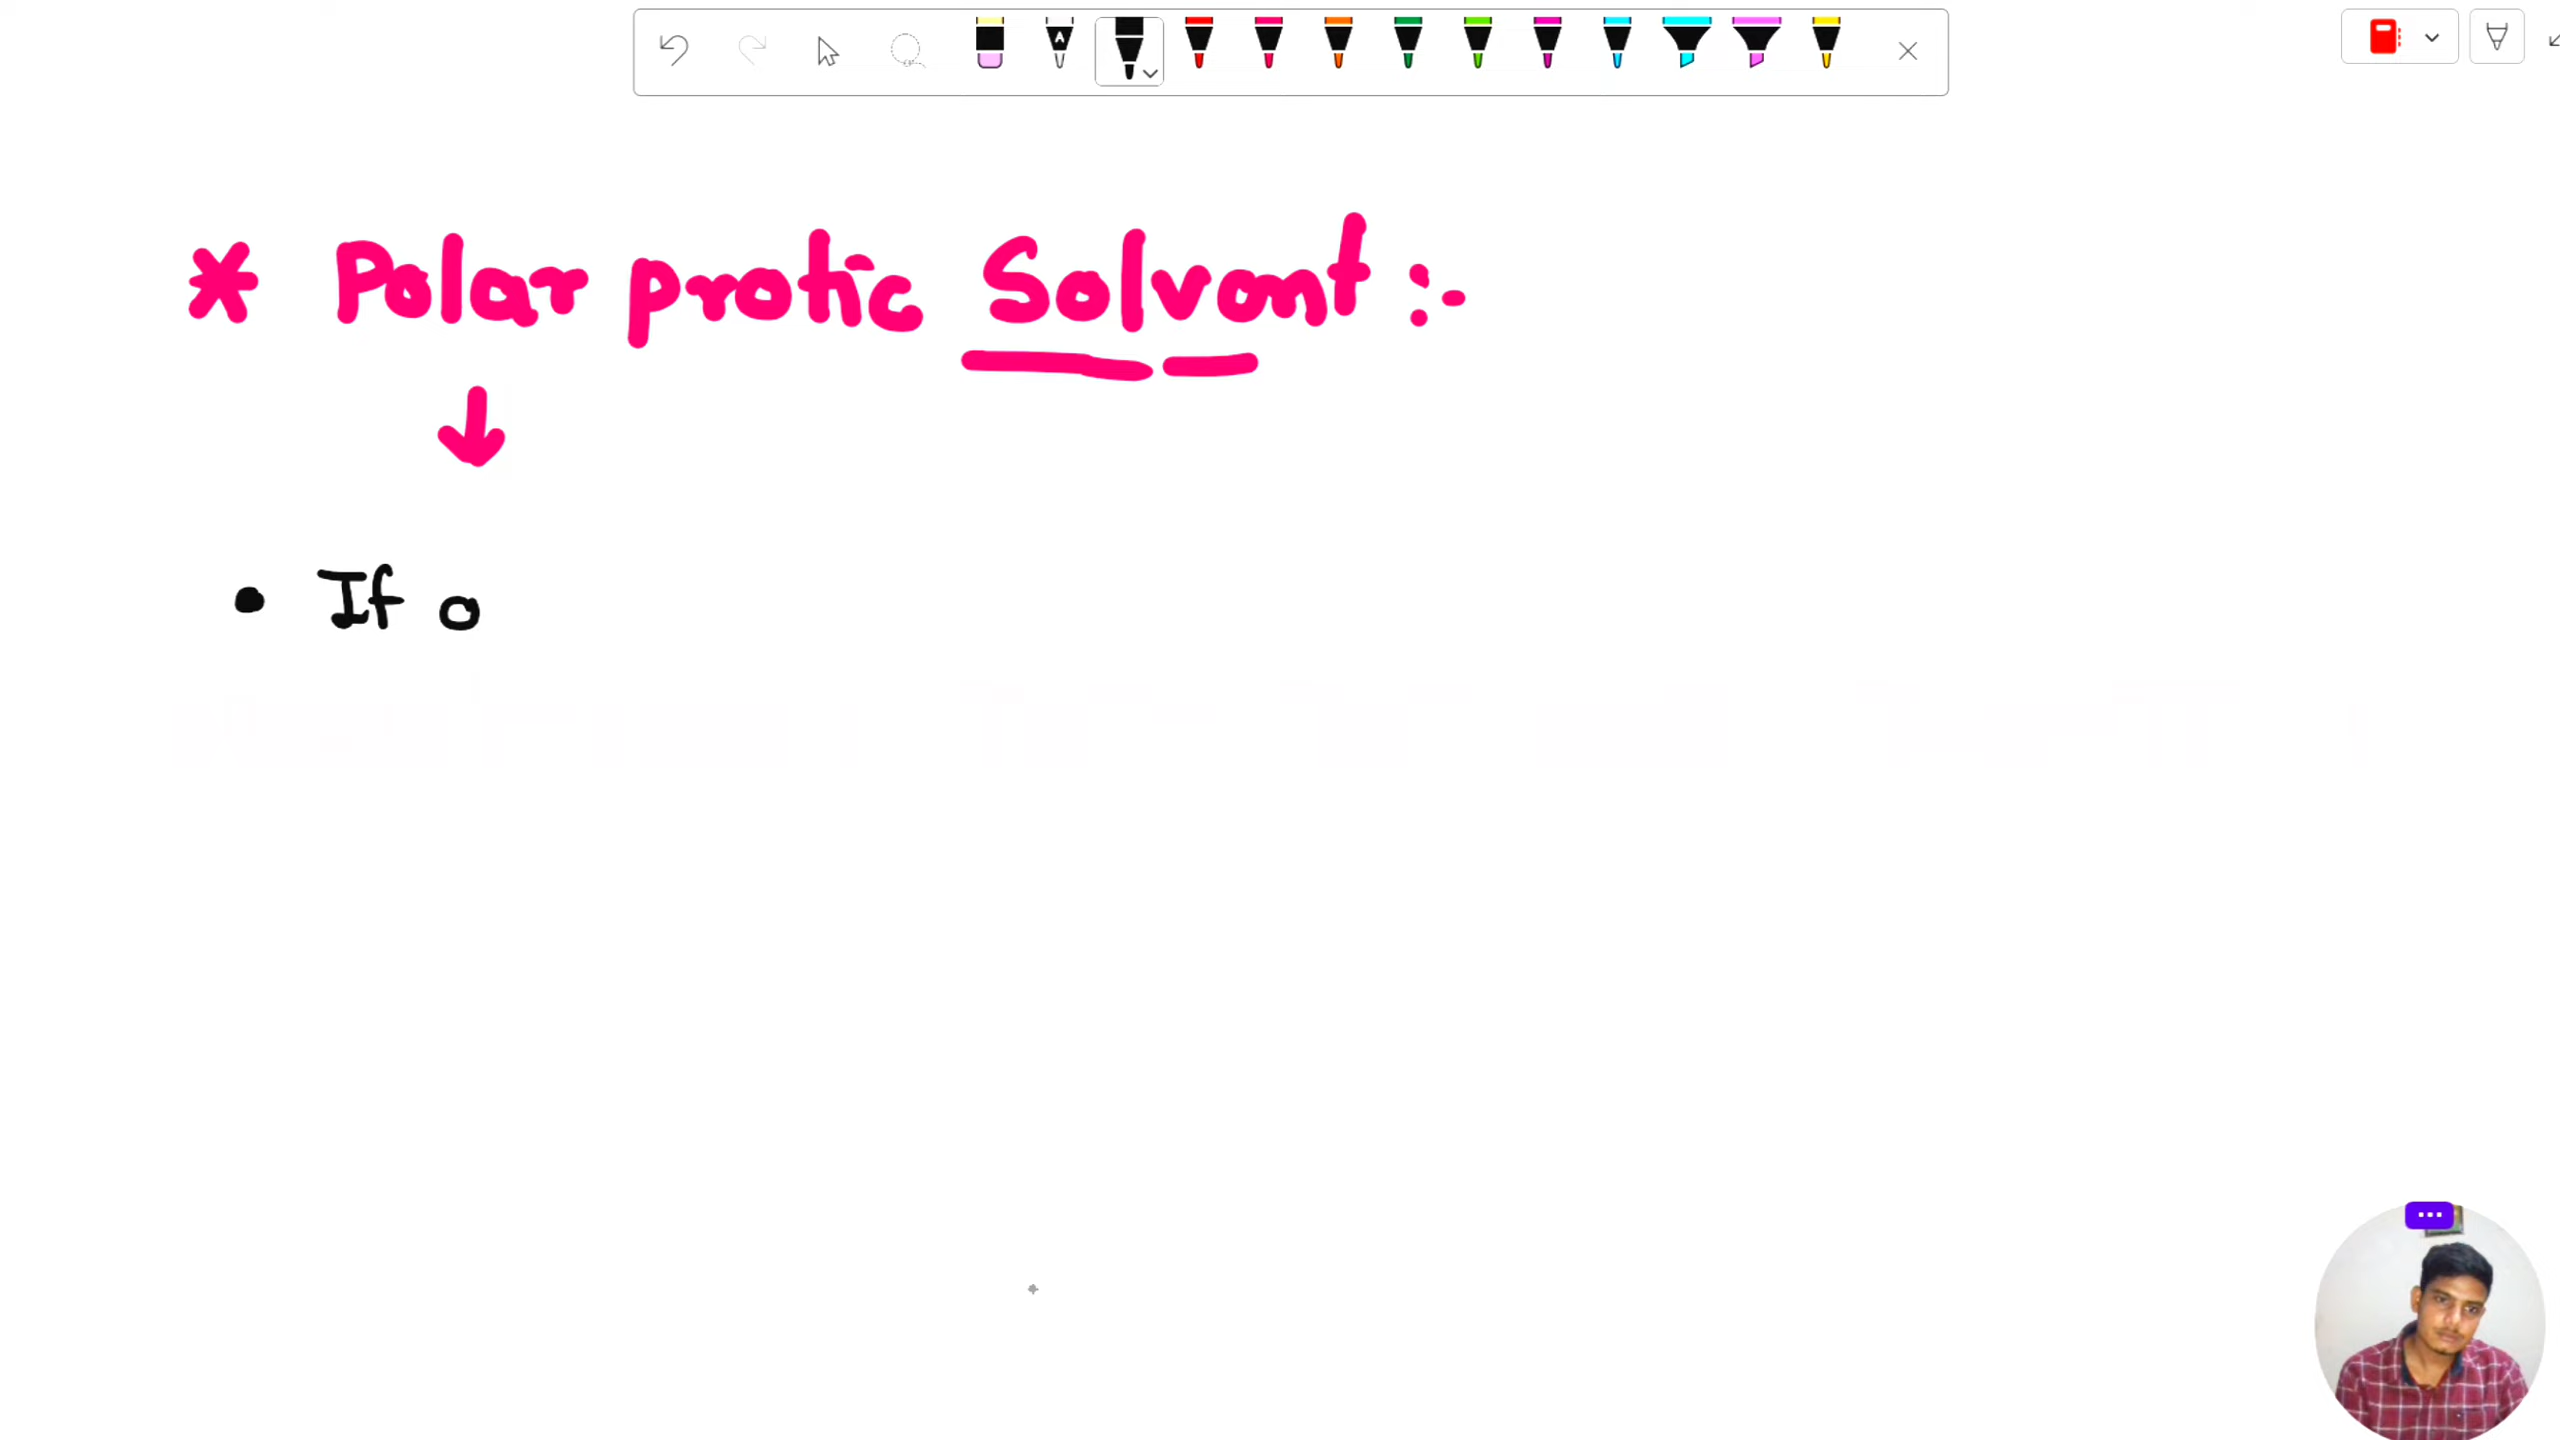 * Polar protic Solvent :-
↓
• If o